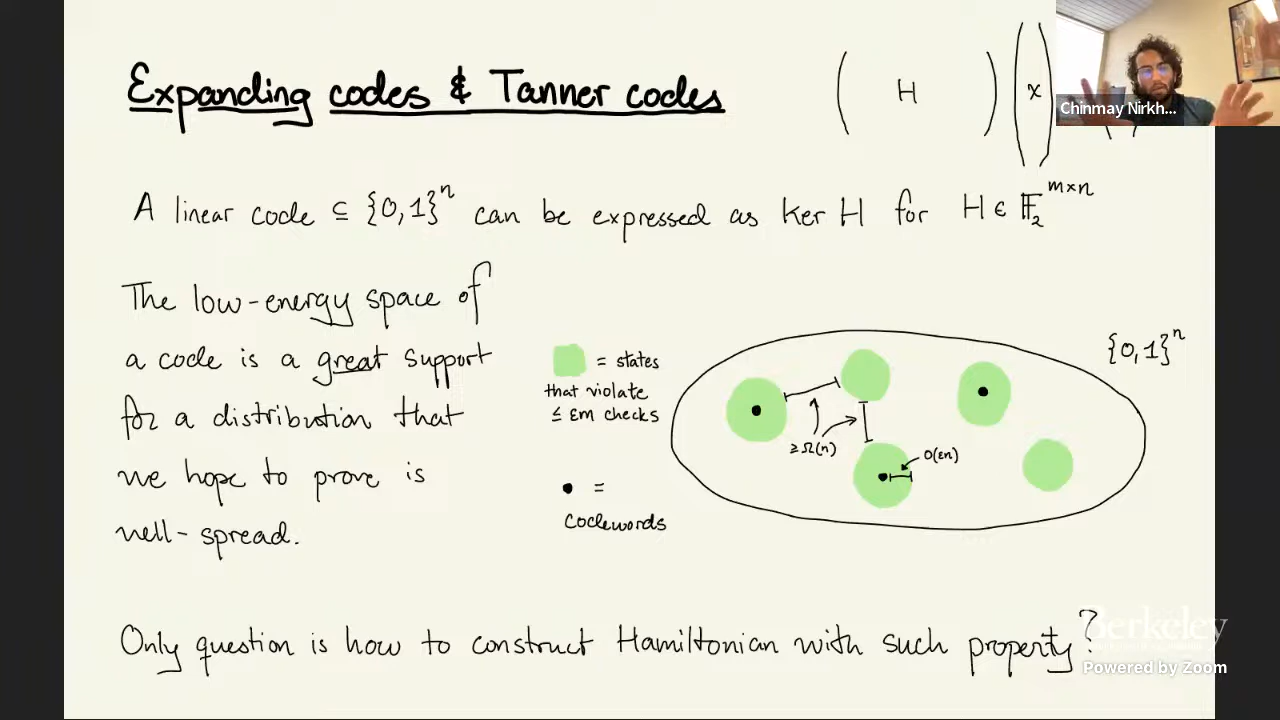 Expanding codes & Tanner codes
( H ) ( x )
Chinmay Nirkh...
A linear code ⊆ {0,1}ⁿ can be expressed as ker H for H ∈ 𝔽₂^{m×n}
The low-energy space of
a code is a great support
for a distribution that
we hope to prove is
well-spread.
= states
that violate
≤ εm checks
• =
codewords
{0,1}ⁿ
≥Ω(n)
O(εn)
Only question is how to construct Hamiltonian with such property?
Berkeley
Powered by Zoom